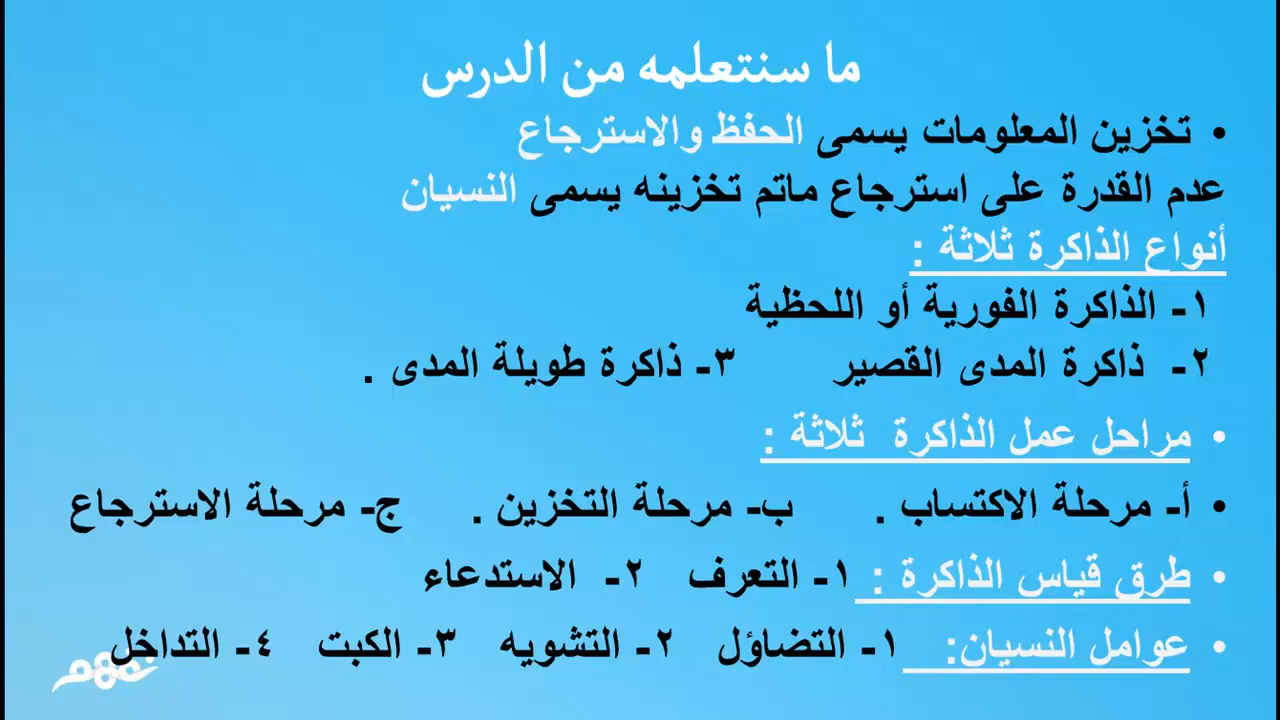 ما سنتعلمه من الدرس
• تخزين المعلومات يسمى الحفظ والاسترجاع
عدم القدرة على استرجاع ماتم تخزينه يسمى النسيان
أنواع الذاكرة ثلاثة :
١- الذاكرة الفورية أو اللحظية
٢- ذاكرة المدى القصير ٣- ذاكرة طويلة المدى .
• مراحل عمل الذاكرة ثلاثة :
• أ- مرحلة الاكتساب . ب- مرحلة التخزين . ج- مرحلة الاسترجاع
• طرق قياس الذاكرة : ١- التعرف ٢- الاستدعاء
• عوامل النسيان: ١- التضاؤل ٢- التشويه ٣- الكبت ٤- التداخل
نفهم